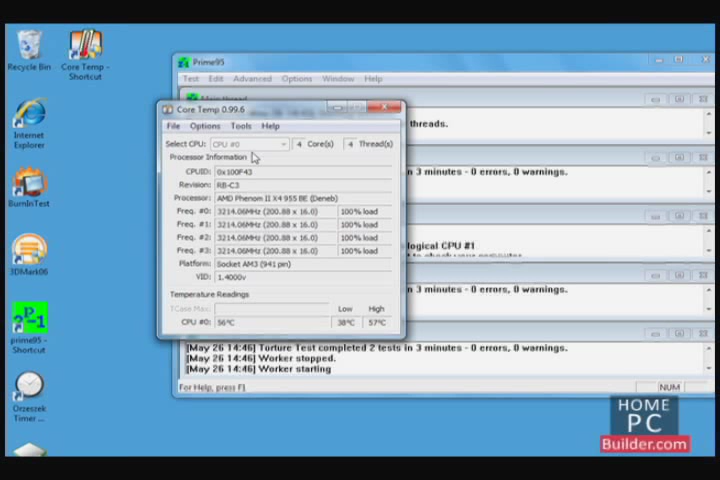 Recycle Bin
Core Temp -
Shortcut
Internet
Explorer
BurnInTest
3DMark06
prime95 -
Shortcut
Orzeszek
Timer ...
Prime95
Test Edit Advanced Options Window Help
Main thread
threads.
in 3 minutes - 0 errors, 0 warnings.
logical CPU #1
in 3 minutes - 0 errors, 0 warnings.
[May 26 14:46] Torture Test completed 2 tests in 3 minutes - 0 errors, 0 warnings.
[May 26 14:46] Worker stopped.
[May 26 14:46] Worker starting
For Help, press F1
NUM
Core Temp 0.99.6
File Options Tools Help
Select CPU: CPU #0 4 Core(s) 4 Thread(s)
Processor Information
CPUID: 0x100F43
Revision: RB-C3
Processor: AMD Phenom II X4 955 BE (Deneb)
Freq. #0: 3214.06MHz (200.88 x 16.0) 100% load
Freq. #1: 3214.06MHz (200.88 x 16.0) 100% load
Freq. #2: 3214.06MHz (200.88 x 16.0) 100% load
Freq. #3: 3214.06MHz (200.88 x 16.0) 100% load
Platform: Socket AM3 (941 pin)
VID: 1.4000v
Temperature Readings
TCase Max: Low High
CPU #0: 56°C 38°C 57°C
HOME
PC
Builder.com